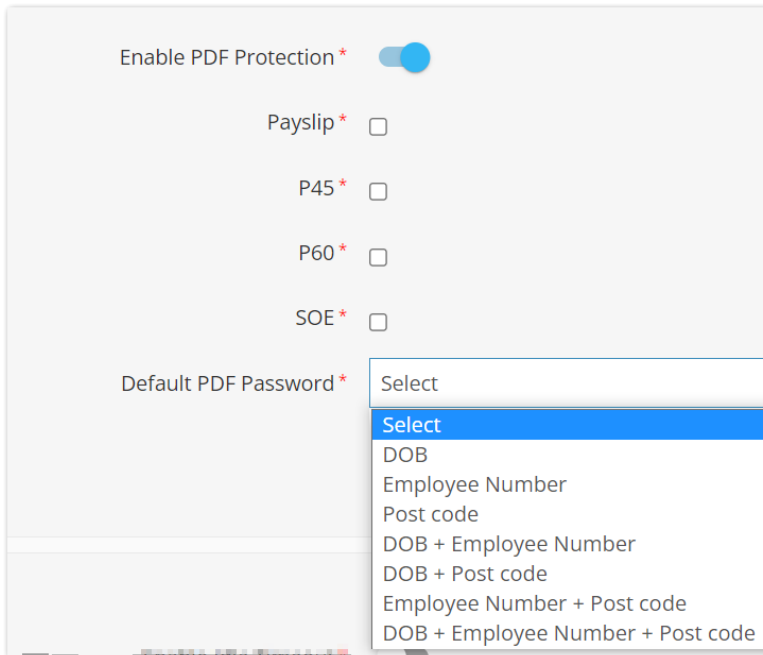 Enable PDF Protection *
Payslip *
P45 *
P60 *
SOE *
Default PDF Password *
Select
Select
DOB
Employee Number
Post code
DOB + Employee Number
DOB + Post code
Employee Number + Post code
DOB + Employee Number + Post code